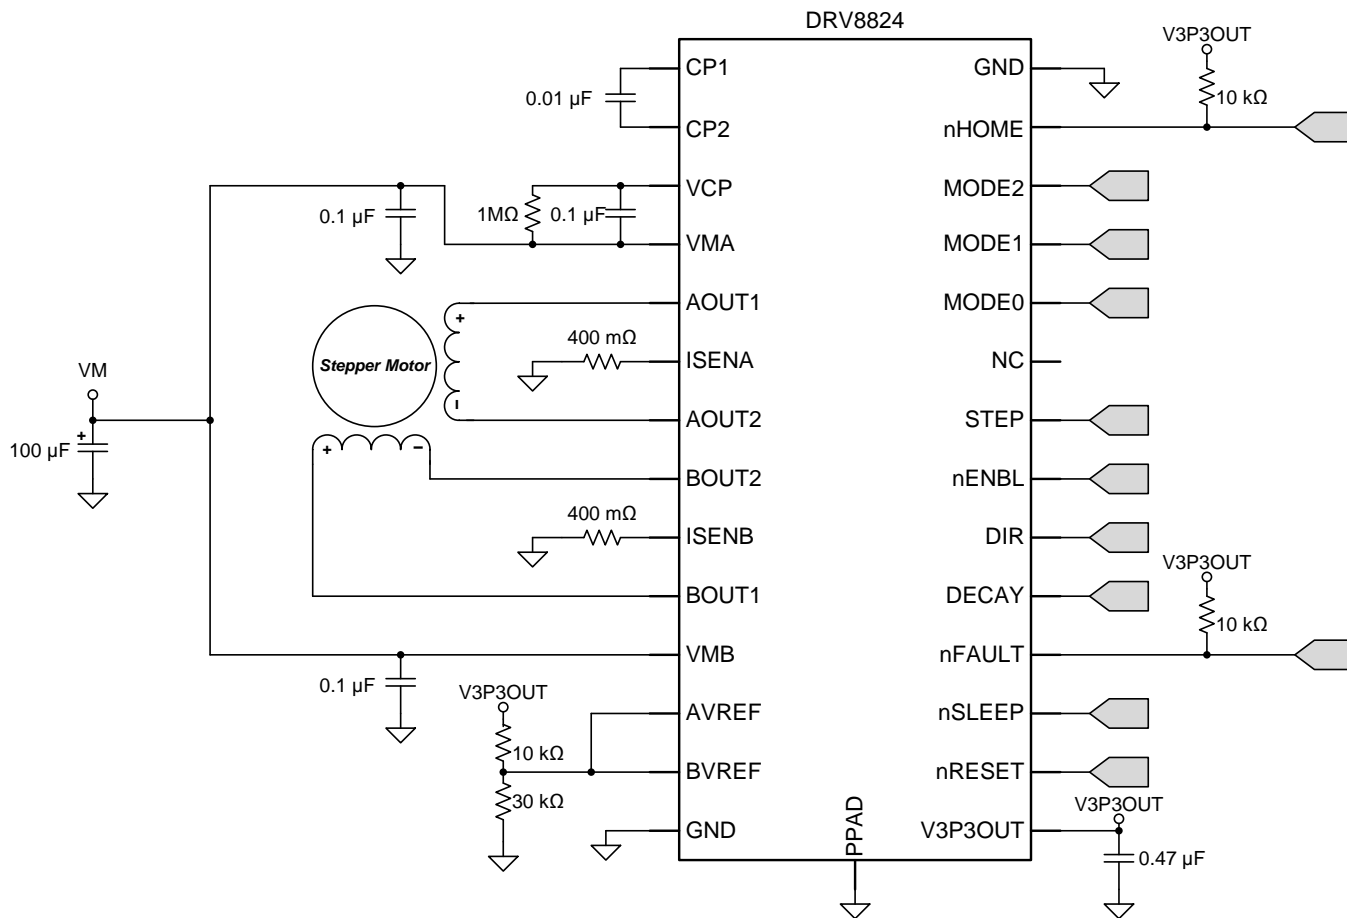 DRV8824
CP1
GND
V3P3OUT
10 kΩ
0.01 µF
CP2
nHOME
VCP
MODE2
0.1 µF
1MΩ
0.1 µF
VMA
MODE1
AOUT1
MODE0
+
400 mΩ
Stepper Motor
ISENA
NC
VM
–
AOUT2
STEP
+
100 µF
+
–
BOUT2
nENBL
400 mΩ
ISENB
DIR
V3P3OUT
BOUT1
DECAY
10 kΩ
VMB
nFAULT
0.1 µF
V3P3OUT
AVREF
nSLEEP
10 kΩ
BVREF
nRESET
30 kΩ
V3P3OUT
GND
PPAD
V3P3OUT
0.47 µF